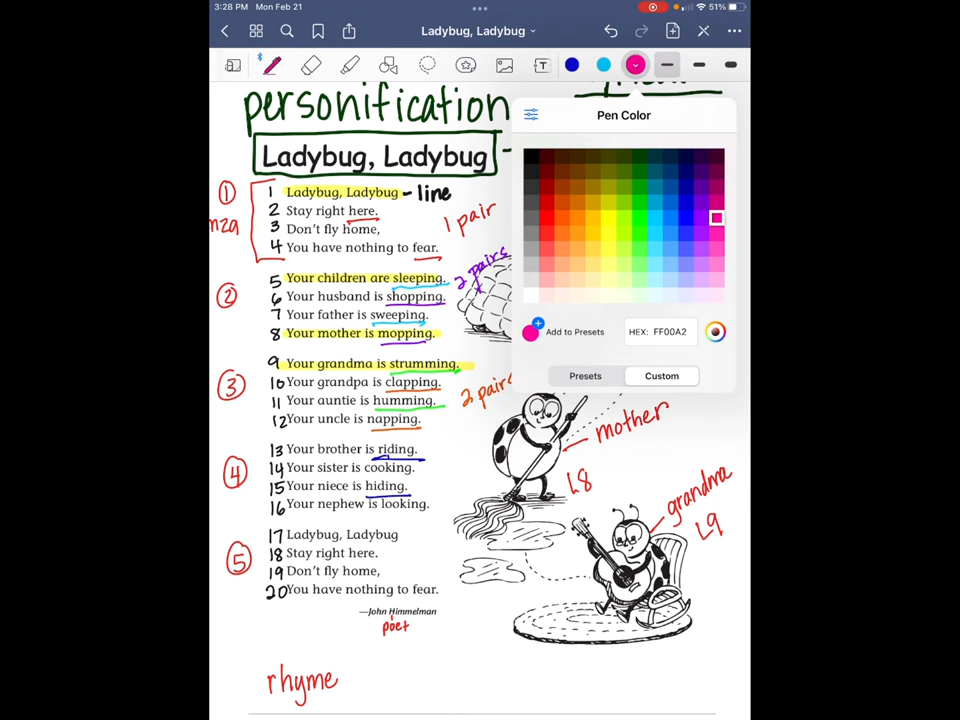 3:28 PM Mon Feb 21 51%
Ladybug, Ladybug
T
personification
Pen Color
Ladybug, Ladybug
1
1 Ladybug, Ladybug - line
2 Stay right here.
nza
3 Don't fly home,
1 pair
4 You have nothing to fear.
2
5 Your children are sleeping.
2 pairs
6 Your husband is shopping.
7 Your father is sweeping.
8 Your mother is mopping.
Add to Presets
HEX: FF00A2
Presets
Custom
3
9 Your grandma is strumming.
10 Your grandpa is clapping.
2 pairs
11 Your auntie is humming.
12 Your uncle is napping.
mother
L8
4
13 Your brother is riding.
14 Your sister is cooking.
15 Your niece is hiding.
16 Your nephew is looking.
grandma
L9
5
17 Ladybug, Ladybug
18 Stay right here.
19 Don't fly home,
20 You have nothing to fear.
—John Himmelman
poet
rhyme